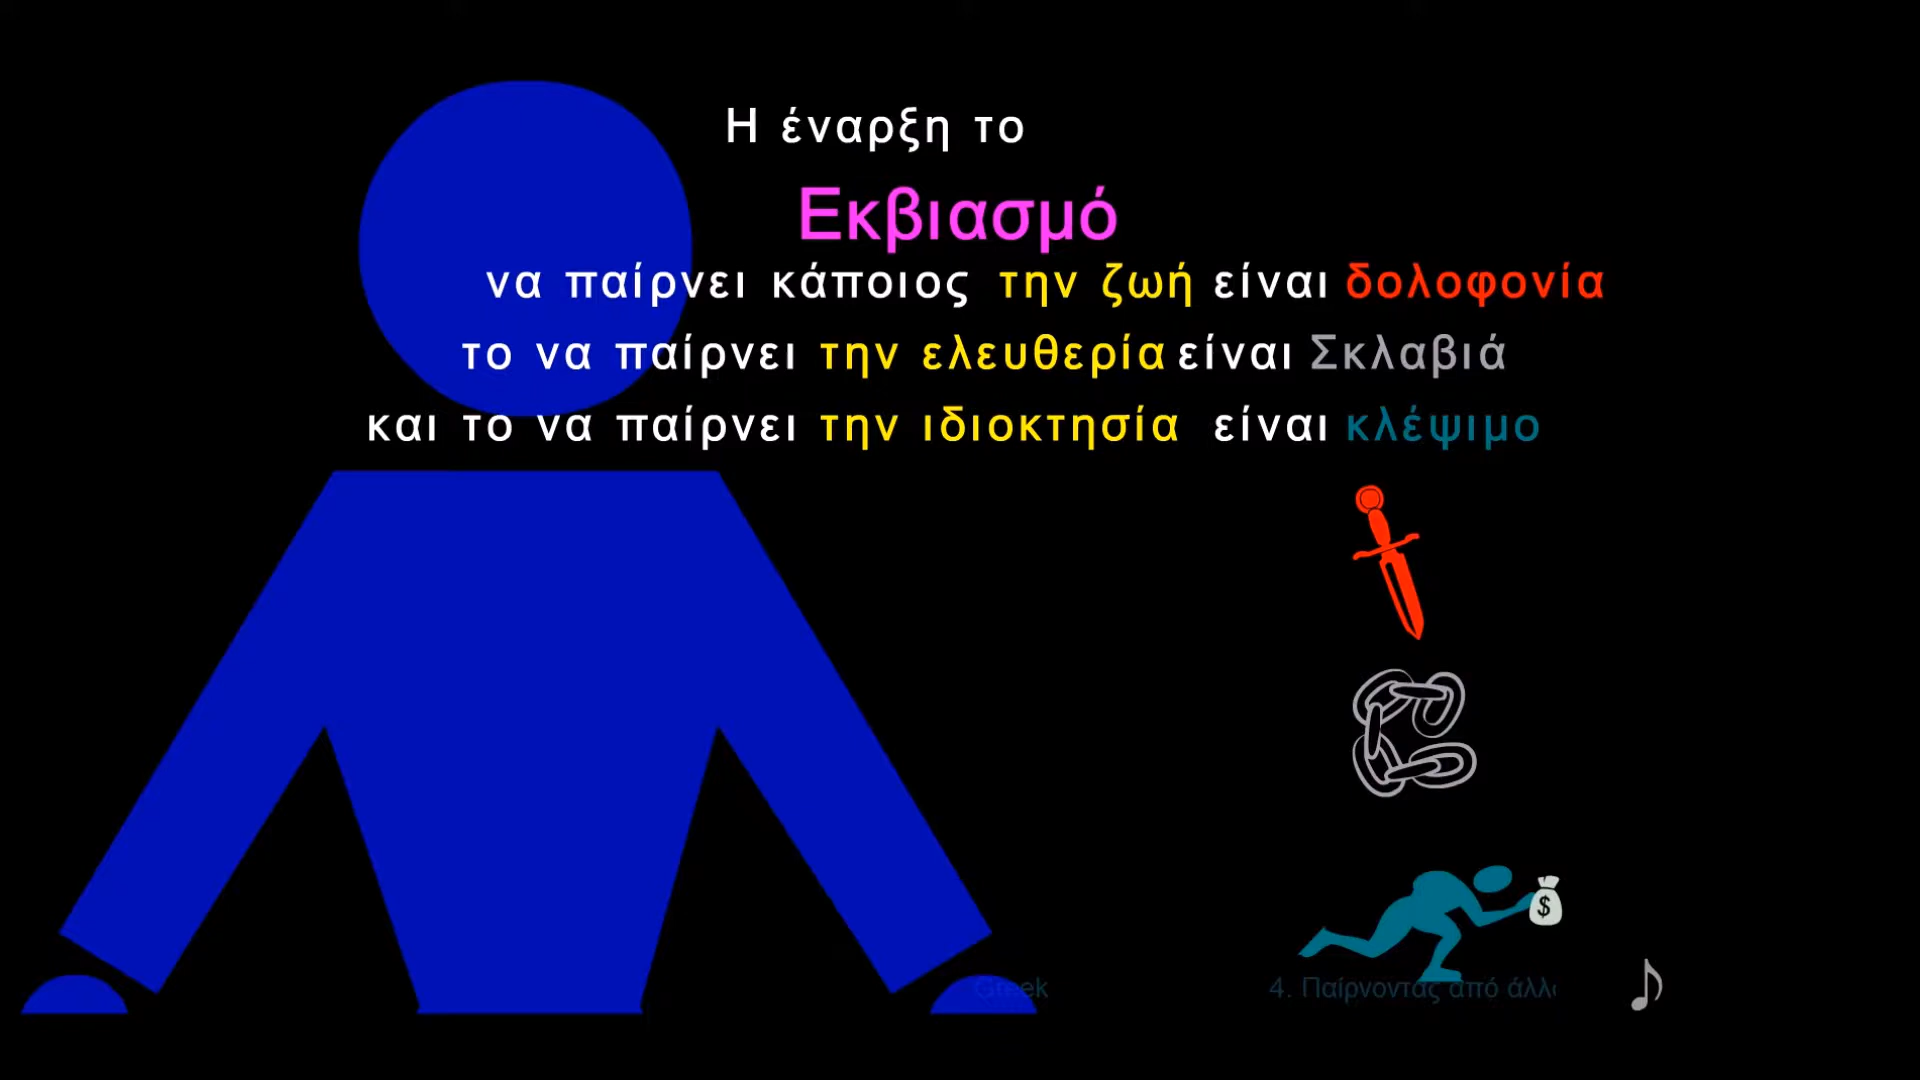 Η έναρξη το
Εκβιασμό
να παίρνει κάποιος την ζωή είναι δολοφονία
το να παίρνει την ελευθερία είναι Σκλαβιά
και το να παίρνει την ιδιοκτησία είναι κλέψιμο
$
Greek
4. Παίρνοντας από άλλ